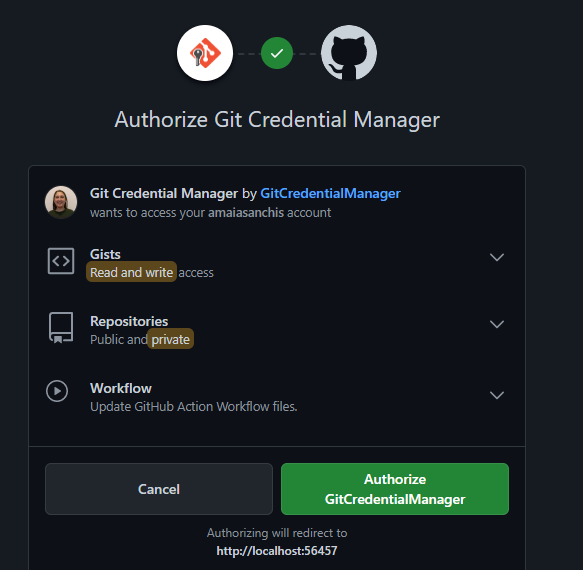 Authorize Git Credential Manager
Git Credential Manager by GitCredentialManager
wants to access your amaiasanchis account
Gists
Read and write access
Repositories
Public and private
Workflow
Update GitHub Action Workflow files.
Cancel
Authorize
GitCredentialManager
Authorizing will redirect to
http://localhost:56457